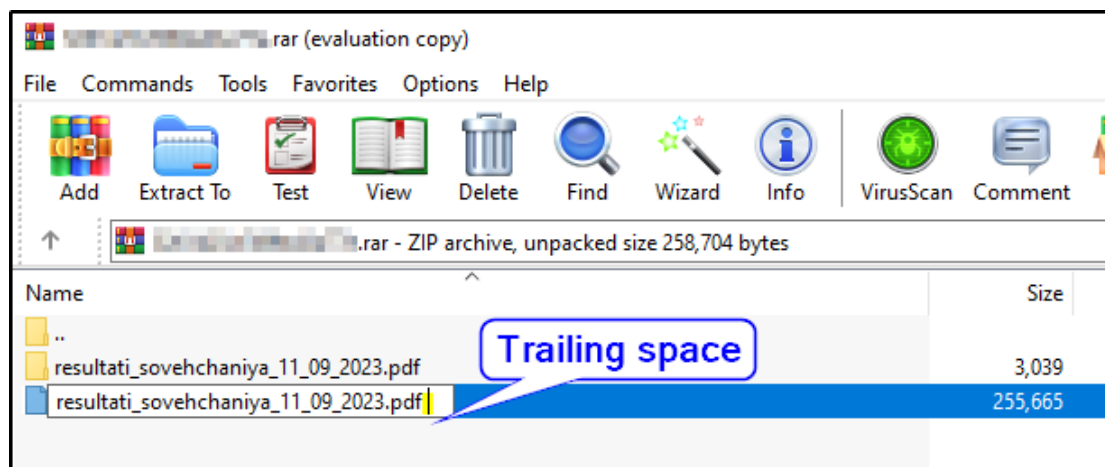 .rar (evaluation copy)
File Commands Tools Favorites Options Help
Add Extract To Test View Delete Find Wizard Info VirusScan Comment
.rar - ZIP archive, unpacked size 258,704 bytes
Name Size
..
Trailing space
resultati_sovehchaniya_11_09_2023.pdf 3,039
resultati_sovehchaniya_11_09_2023.pdf 255,665